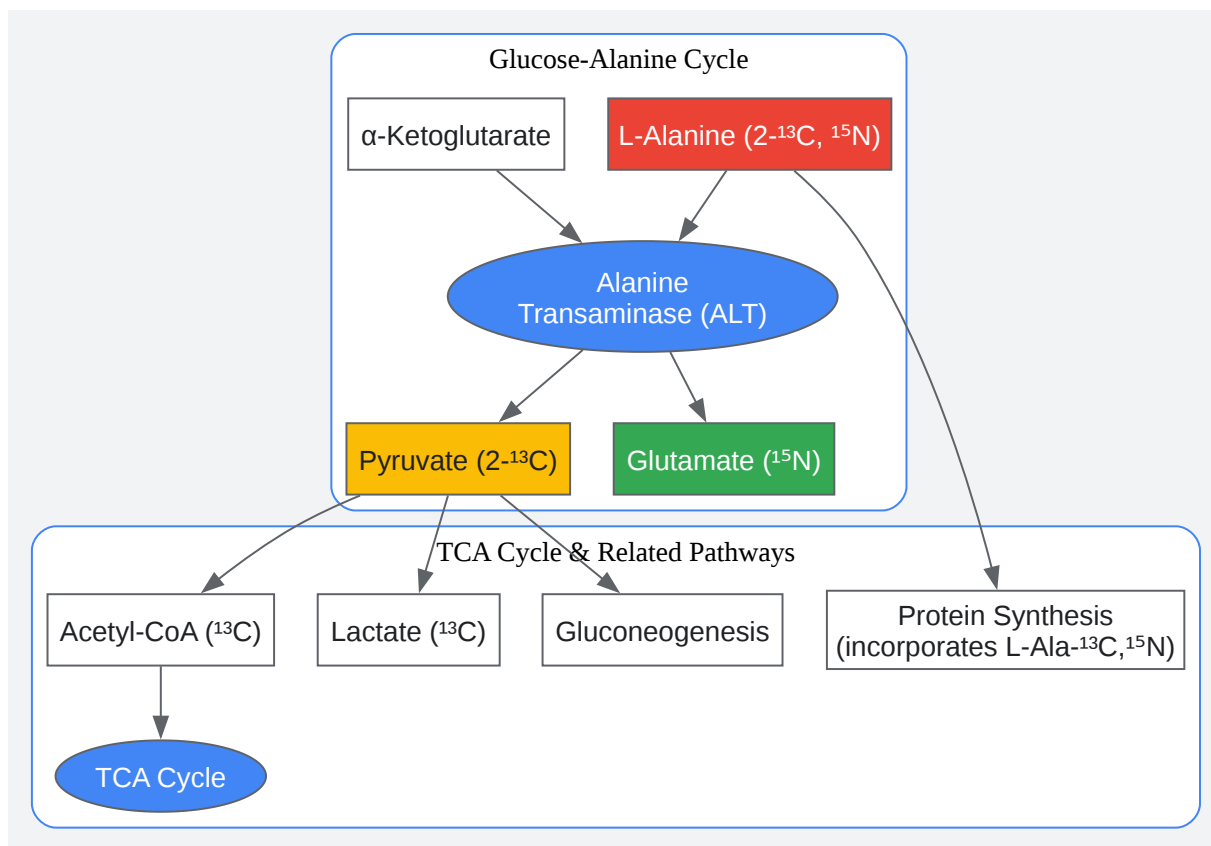 Glucose-Alanine Cycle
α-Ketoglutarate
L-Alanine (2-¹³C, ¹⁵N)
Alanine
Transaminase (ALT)
Pyruvate (2-¹³C)
Glutamate (¹⁵N)
TCA Cycle & Related Pathways
Acetyl-CoA (¹³C)
Lactate (¹³C)
Gluconeogenesis
Protein Synthesis
(incorporates L-Ala-¹³C,¹⁵N)
TCA Cycle